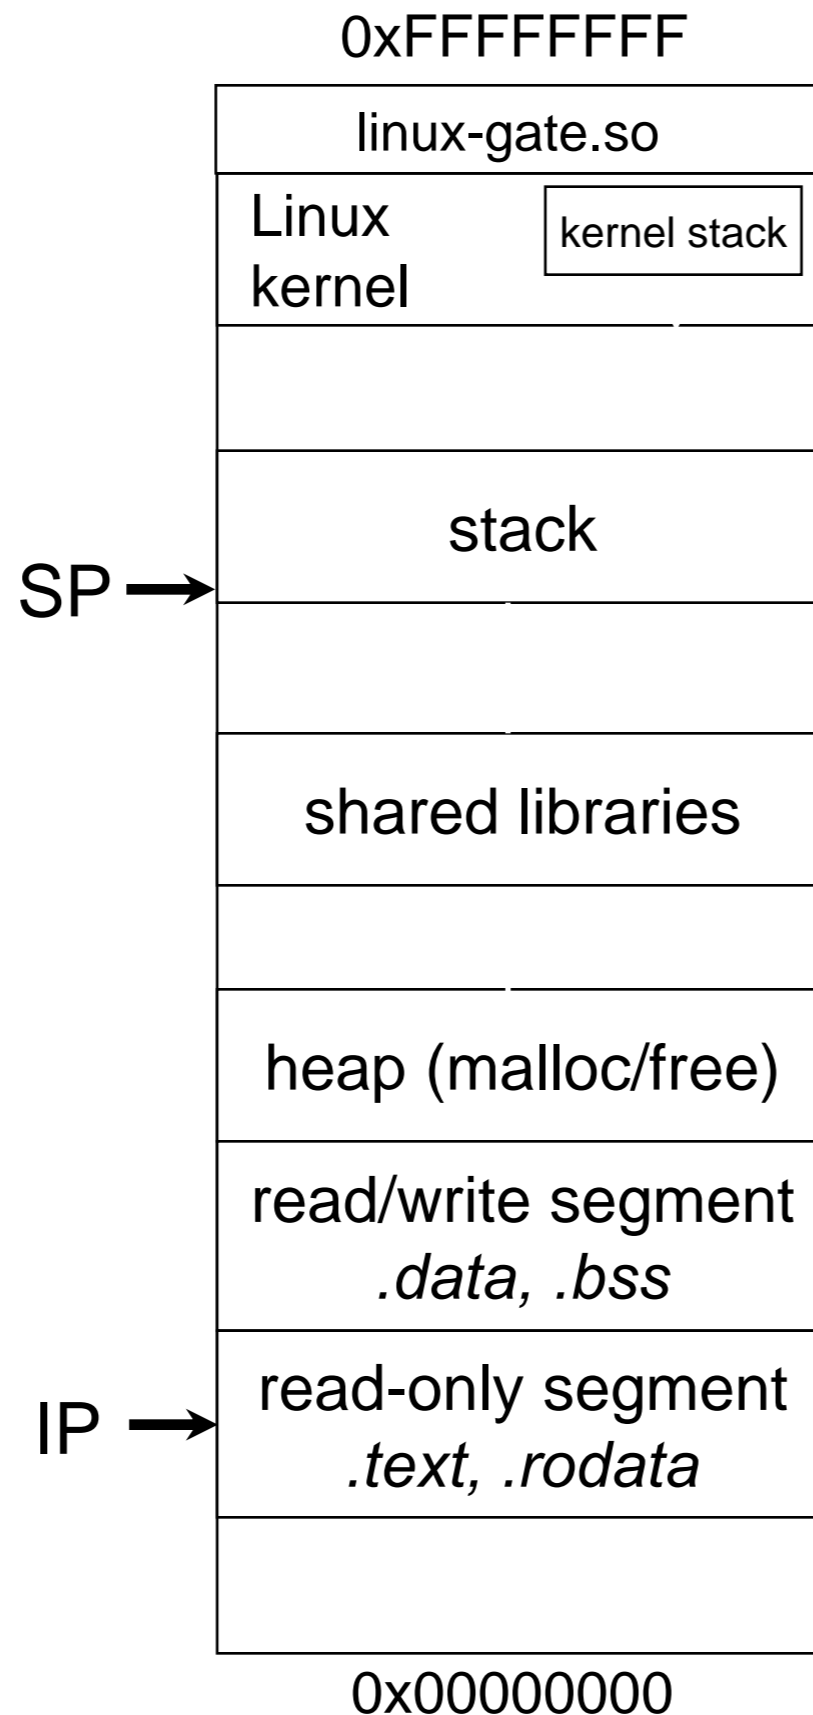 0xFFFFFFFF
linux-gate.so
Linux
kernel
kernel stack
stack
SP
shared libraries
heap (malloc/free)
read/write segment
.data, .bss
read-only segment
.text, .rodata
IP
0x00000000